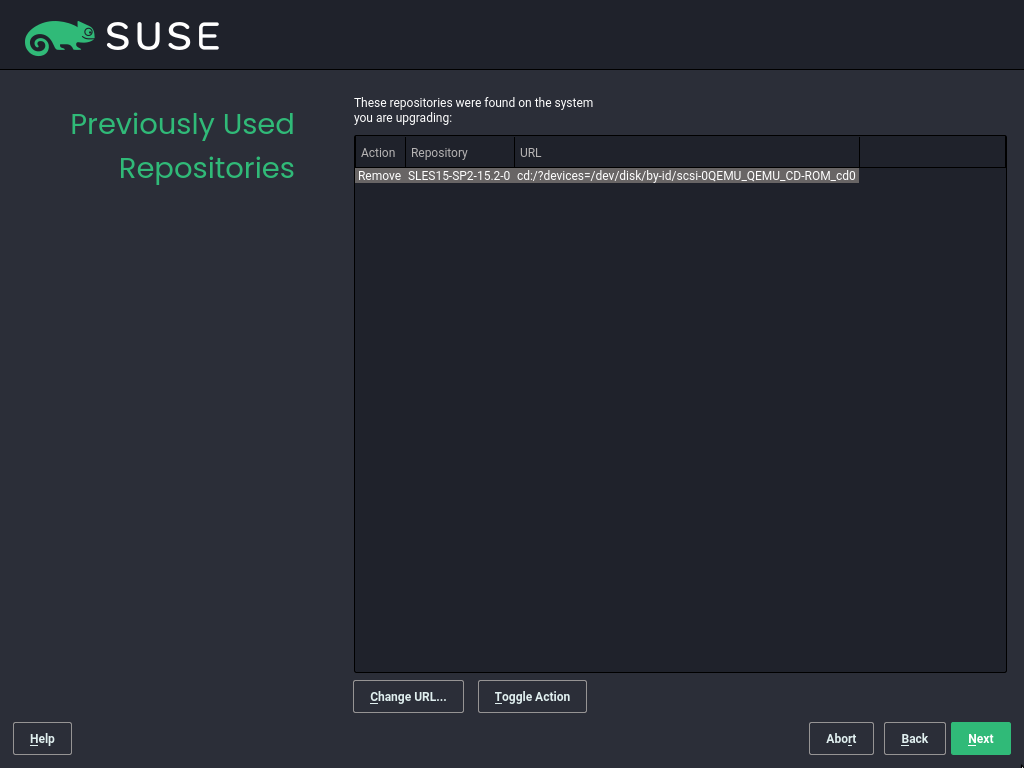 SUSE
Previously Used
Repositories
These repositories were found on the system
you are upgrading:
Action Repository URL
Remove SLES15-SP2-15.2-0 cd:/?devices=/dev/disk/by-id/scsi-0QEMU_QEMU_CD-ROM_cd0
Change URL... Toggle Action
Help Abort Back Next